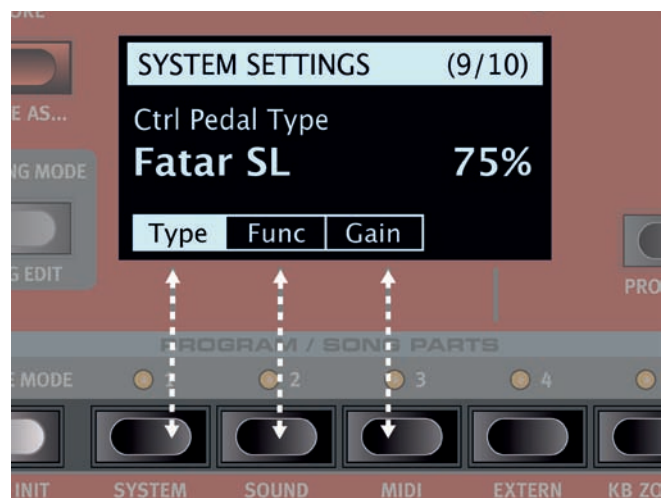 SYSTEM SETTINGS (9/10)
Ctrl Pedal Type
Fatar SL 75%
Type Func Gain
E AS...
NG MODE
G EDIT
PRO
PROGRAM / SONG PARTS
E MODE 1 2 3 4
INIT SYSTEM SOUND MIDI EXTERN KB ZO